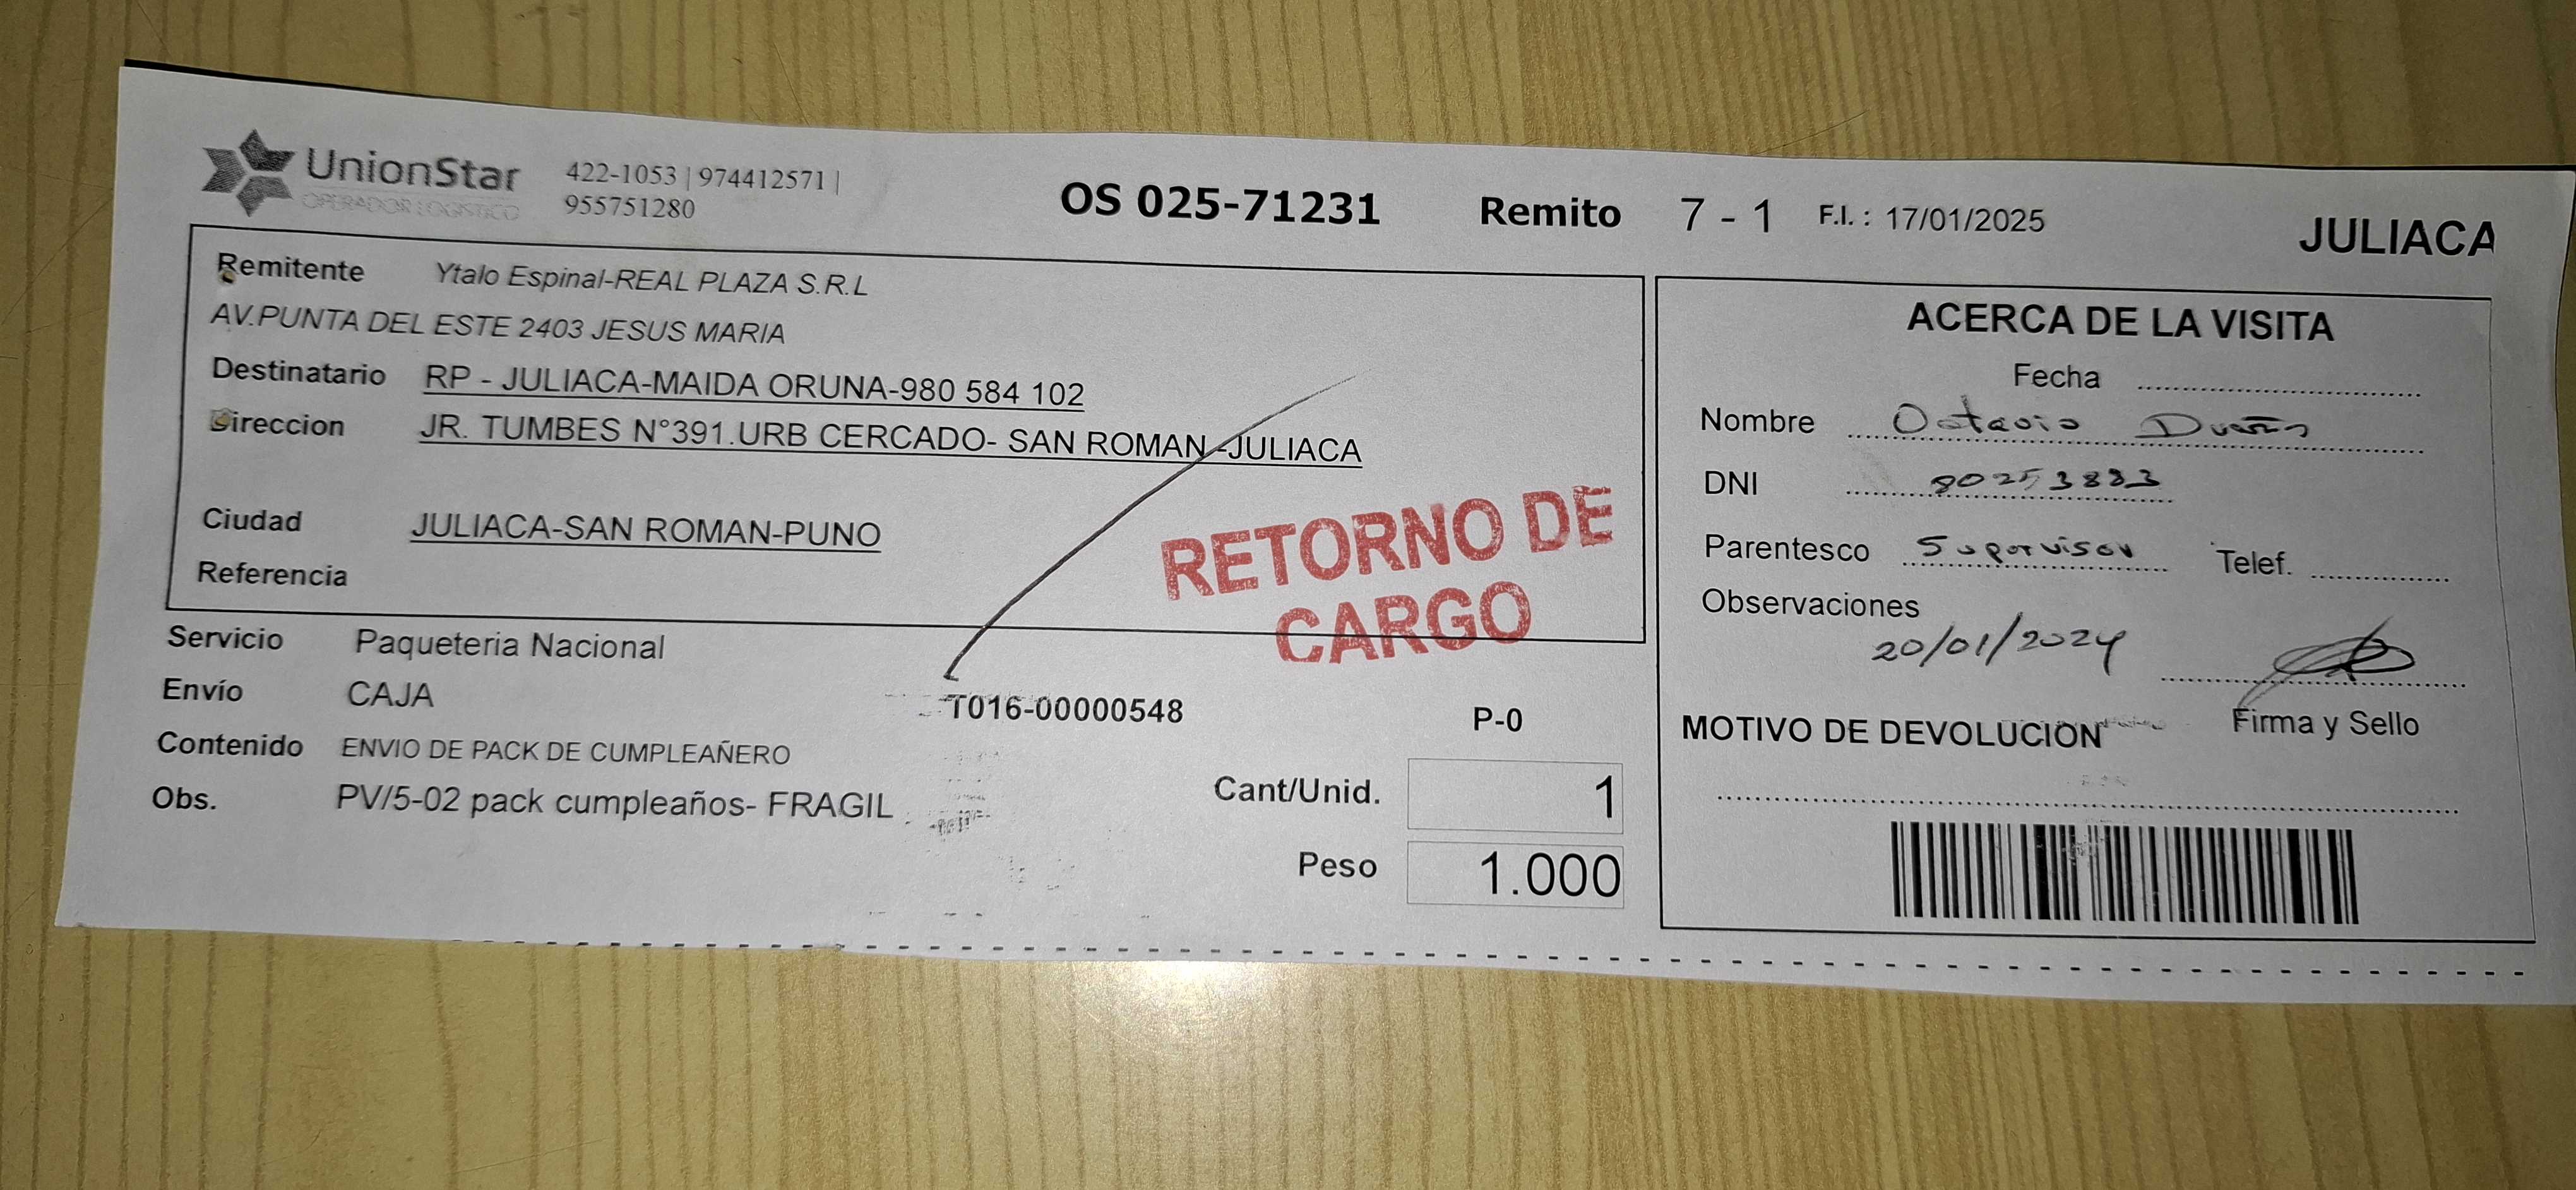 UnionStar
OPERADOR LOGISTICO
422-1053 | 974412571 |
955751280
OS 025-71231 Remito 7 - 1 F.I. : 17/01/2025
JULIACA
Remitente Ytalo Espinal-REAL PLAZA S.R.L
AV.PUNTA DEL ESTE 2403 JESUS MARIA
Destinatario RP - JULIACA-MAIDA ORUNA-980 584 102
Direccion JR. TUMBES N°391.URB CERCADO- SAN ROMAN -JULIACA
Ciudad JULIACA-SAN ROMAN-PUNO
Referencia
RETORNO DE
CARGO
Servicio Paqueteria Nacional
Envío CAJA
T016-00000548 P-0
Contenido ENVIO DE PACK DE CUMPLEAÑERO
Obs. PV/5-02 pack cumpleaños- FRAGIL
Cant/Unid. 1
Peso 1.000
ACERCA DE LA VISITA
Fecha
Nombre Octavio
DNI 80253883
Parentesco Supervisor Telef.
Observaciones
20/01/2024
Firma y Sello
MOTIVO DE DEVOLUCION